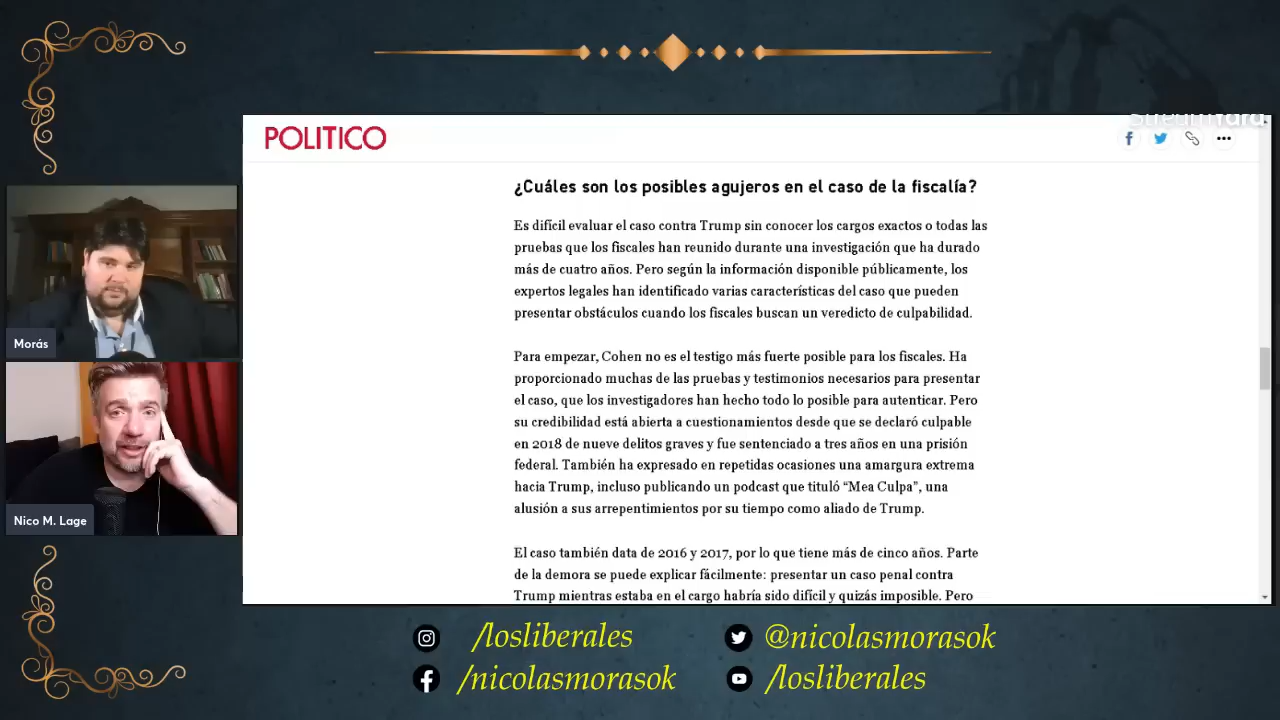 StreamYard
POLITICO
¿Cuáles son los posibles agujeros en el caso de la fiscalía?
Es difícil evaluar el caso contra Trump sin conocer los cargos exactos o todas las
pruebas que los fiscales han reunido durante una investigación que ha durado
más de cuatro años. Pero según la información disponible públicamente, los
expertos legales han identificado varias características del caso que pueden
presentar obstáculos cuando los fiscales buscan un veredicto de culpabilidad.
Para empezar, Cohen no es el testigo más fuerte posible para los fiscales. Ha
proporcionado muchas de las pruebas y testimonios necesarios para presentar
el caso, que los investigadores han hecho todo lo posible para autenticar. Pero
su credibilidad está abierta a cuestionamientos desde que se declaró culpable
en 2018 de nueve delitos graves y fue sentenciado a tres años en una prisión
federal. También ha expresado en repetidas ocasiones una amargura extrema
hacia Trump, incluso publicando un podcast que tituló “Mea Culpa”, una
alusión a sus arrepentimientos por su tiempo como aliado de Trump.
El caso también data de 2016 y 2017, por lo que tiene más de cinco años. Parte
de la demora se puede explicar fácilmente: presentar un caso penal contra
Trump mientras estaba en el cargo habría sido difícil y quizás imposible. Pero
Morás
Nico M. Lage
/losliberales
@nicolasmorasok
/nicolasmorasok
/losliberales